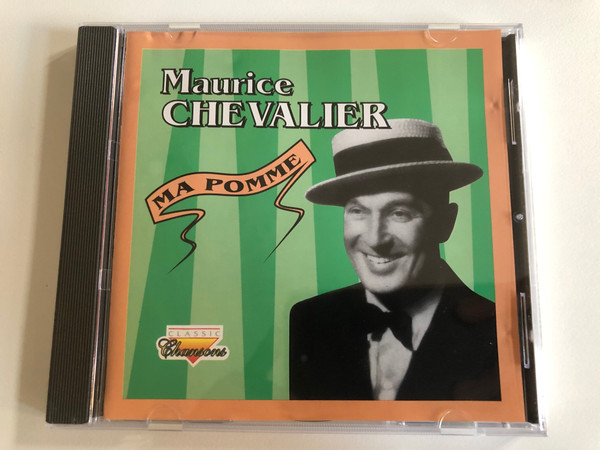 Maurice
CHEVALIER
MA POMME
CLASSIC
Chansons